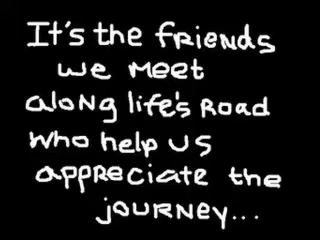 It's the friends
we meet
along life's road
who help us
appreciate the
journey...